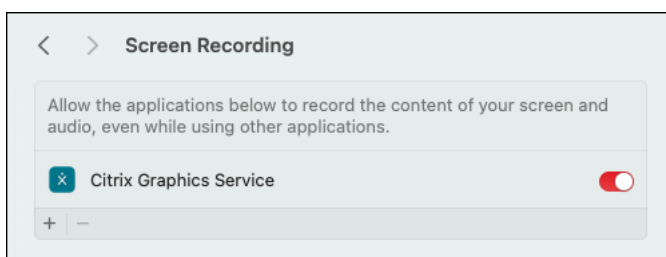 Screen Recording
Allow the applications below to record the content of your screen and
audio, even while using other applications.
Citrix Graphics Service